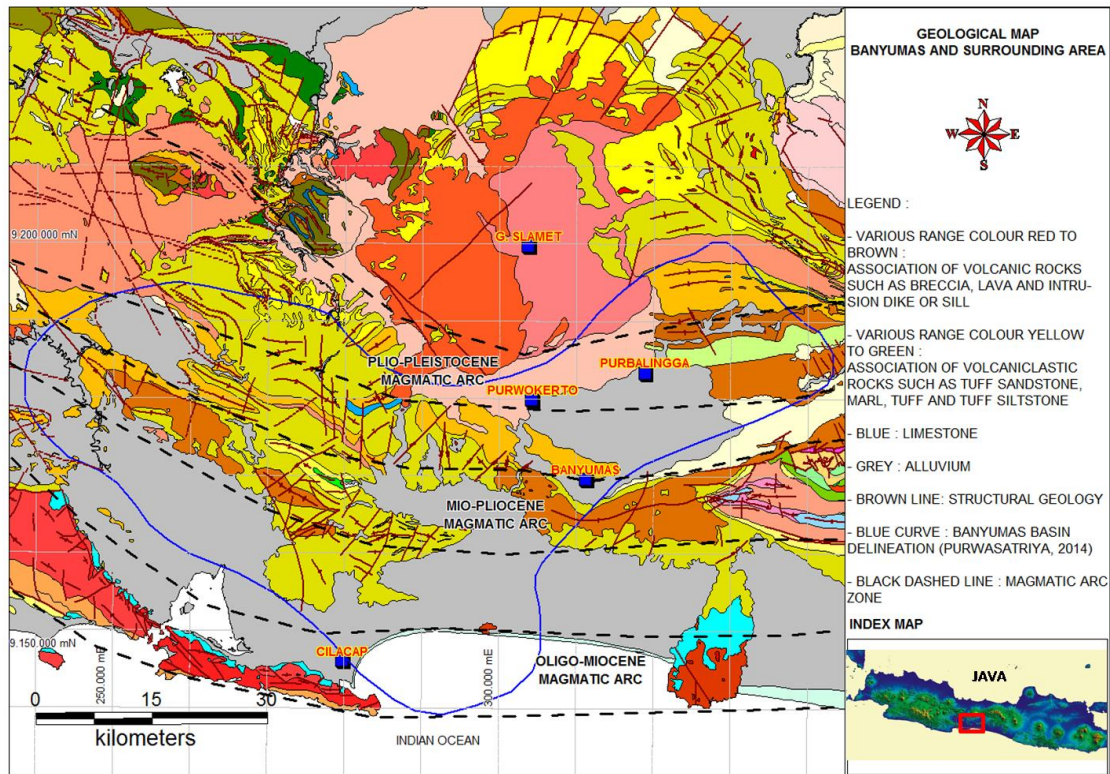 G. SLAMET
9.200.000 mN
PLIO-PLEISTOCENE
MAGMATIC ARC
PURBALINGGA
PURWOKERTO
BANYUMAS
MIO-PLIOCENE
MAGMATIC ARC
9.150.000 mN
CILACAP
OLIGO-MIOCENE
MAGMATIC ARC
250.000 mE
300.000 mE
0 15 30
kilometers
INDIAN OCEAN
GEOLOGICAL MAP
BANYUMAS AND SURROUNDING AREA
N
W E
S
LEGEND :
- VARIOUS RANGE COLOUR RED TO
BROWN :
ASSOCIATION OF VOLCANIC ROCKS
SUCH AS BRECCIA, LAVA AND INTRU-
SION DIKE OR SILL
- VARIOUS RANGE COLOUR YELLOW
TO GREEN :
ASSOCIATION OF VOLCANICLASTIC
ROCKS SUCH AS TUFF SANDSTONE,
MARL, TUFF AND TUFF SILTSTONE
- BLUE : LIMESTONE
- GREY : ALLUVIUM
- BROWN LINE: STRUCTURAL GEOLOGY
- BLUE CURVE : BANYUMAS BASIN
DELINEATION (PURWASATRIYA, 2014)
- BLACK DASHED LINE : MAGMATIC ARC
ZONE
INDEX MAP
JAVA